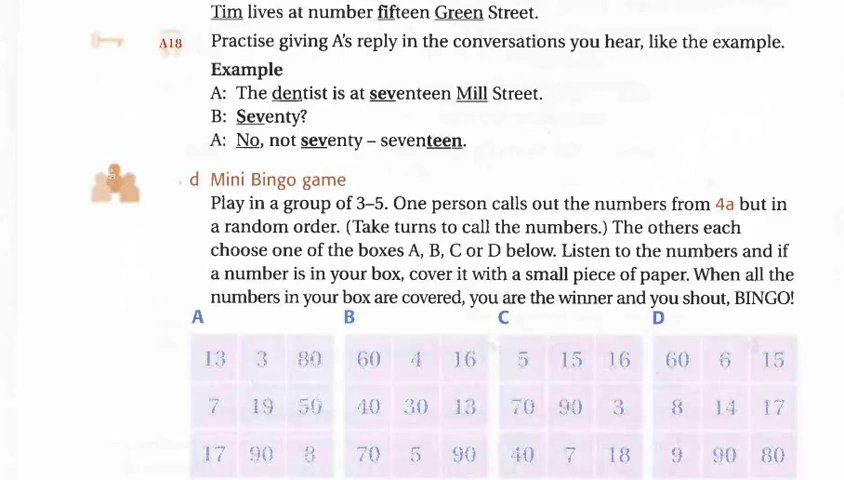 Tim lives at number fifteen Green Street.
A18 Practise giving A's reply in the conversations you hear, like the example.
Example
A: The dentist is at seventeen Mill Street.
B: Seventy?
A: No, not seventy – seventeen.
d Mini Bingo game
Play in a group of 3–5. One person calls out the numbers from 4a but in
a random order. (Take turns to call the numbers.) The others each
choose one of the boxes A, B, C or D below. Listen to the numbers and if
a number is in your box, cover it with a small piece of paper. When all the
numbers in your box are covered, you are the winner and you shout, BINGO!
A B C D
13 3 80 60 4 16 5 15 16 60 6 15
7 19 50 40 30 13 70 90 3 8 14 17
17 90 8 70 5 90 40 7 18 9 90 80